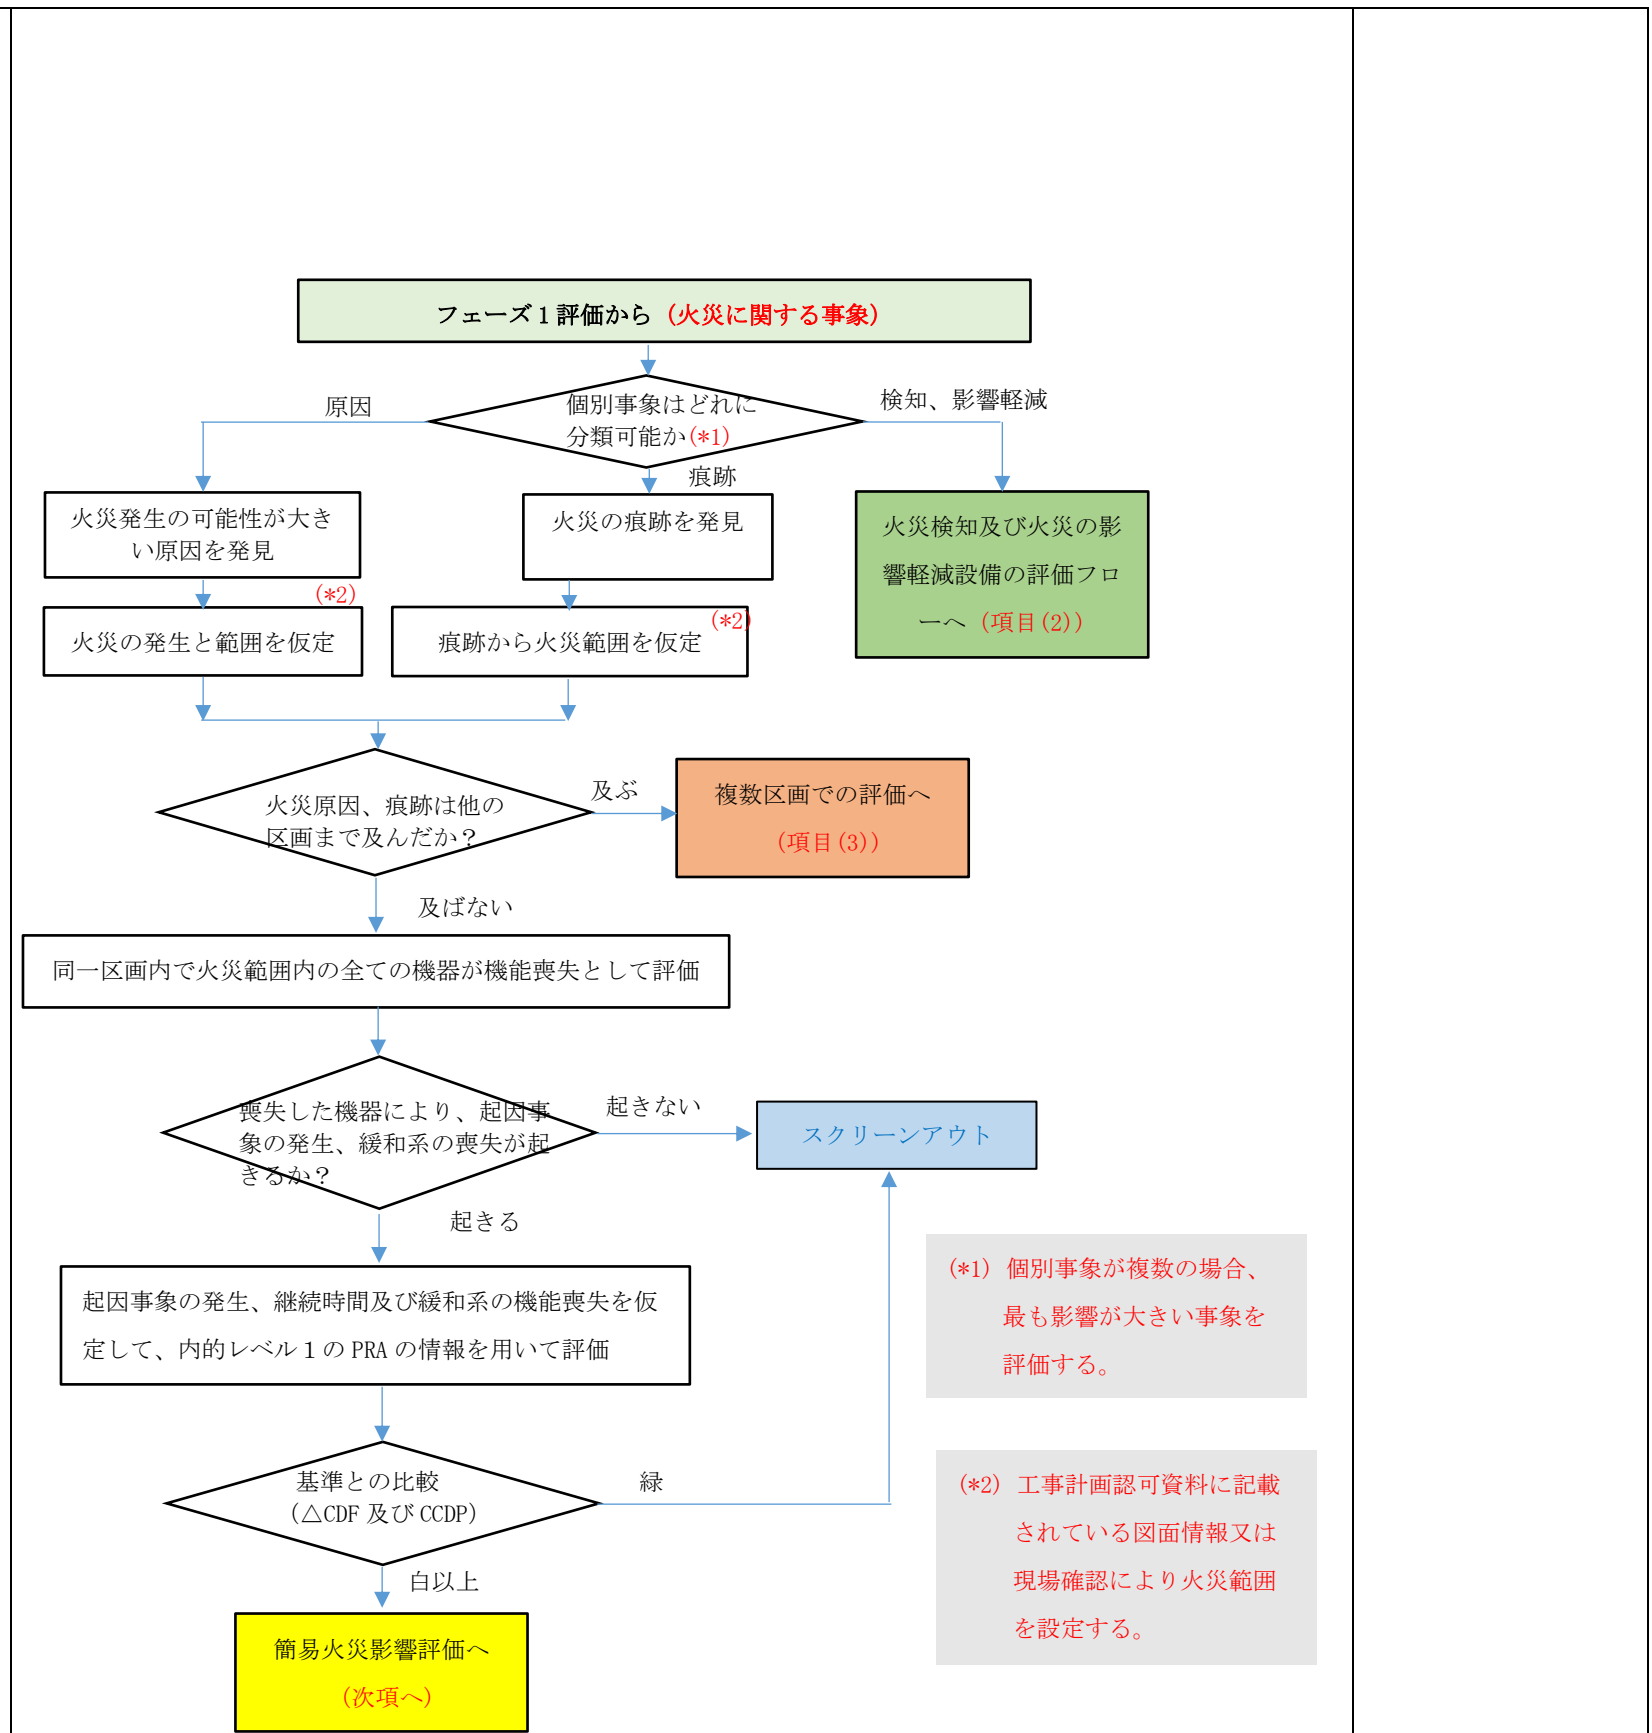 フェーズ１評価から（火災に関する事象）
個別事象はどれに
分類可能か(*1)
原因
検知、影響軽減
痕跡
火災発生の可能性が大き
い原因を発見
火災の痕跡を発見
火災検知及び火災の影
響軽減設備の評価フロ
ーへ（項目(2)）
(*2)
火災の発生と範囲を仮定
(*2)
痕跡から火災範囲を仮定
火災原因、痕跡は他の
区画まで及んだか？
及ぶ
複数区画での評価へ
（項目(3)）
及ばない
同一区画内で火災範囲内の全ての機器が機能喪失として評価
喪失した機器により、起因事
象の発生、緩和系の喪失が起
きるか？
起きない
スクリーンアウト
起きる
起因事象の発生、継続時間及び緩和系の機能喪失を仮
定して、内的レベル１の PRA の情報を用いて評価
(*1) 個別事象が複数の場合、
最も影響が大きい事象を
評価する。
基準との比較
（△CDF 及び CCDP）
緑
(*2) 工事計画認可資料に記載
されている図面情報又は
現場確認により火災範囲
を設定する。
白以上
簡易火災影響評価へ
（次項へ）